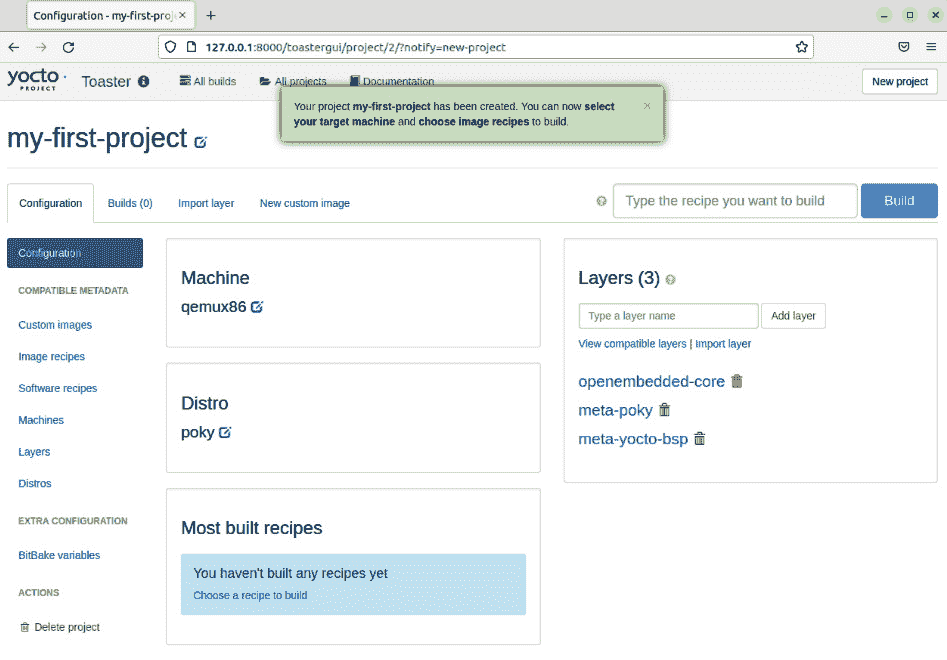 Configuration - my-first-proj
127.0.0.1:8000/toastergui/project/2/?notify=new-project
yocto
PROJECT
Toaster
All builds
All projects
Documentation
New project
Your project my-first-project has been created. You can now select
your target machine and choose image recipes to build.
my-first-project
Configuration
Builds (0)
Import layer
New custom image
Type the recipe you want to build
Build
Configuration
COMPATIBLE METADATA
Custom images
Image recipes
Software recipes
Machines
Layers
Distros
EXTRA CONFIGURATION
BitBake variables
ACTIONS
Delete project
Machine
qemux86
Distro
poky
Most built recipes
You haven't built any recipes yet
Choose a recipe to build
Layers (3)
Type a layer name
Add layer
View compatible layers | Import layer
openembedded-core
meta-poky
meta-yocto-bsp